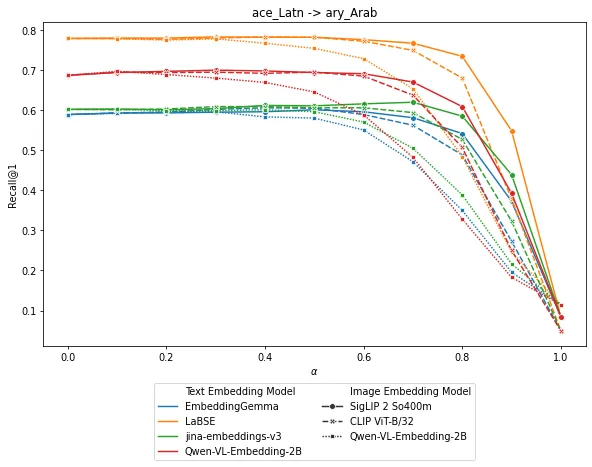 ace_Latn -> ary_Arab
Recall@1
0.8
0.7
0.6
0.5
0.4
0.3
0.2
0.1
0.0 0.2 0.4 0.6 0.8 1.0
α
Text Embedding Model Image Embedding Model
EmbeddingGemma SigLIP 2 So400m
LaBSE CLIP ViT-B/32
jina-embeddings-v3 Qwen-VL-Embedding-2B
Qwen-VL-Embedding-2B